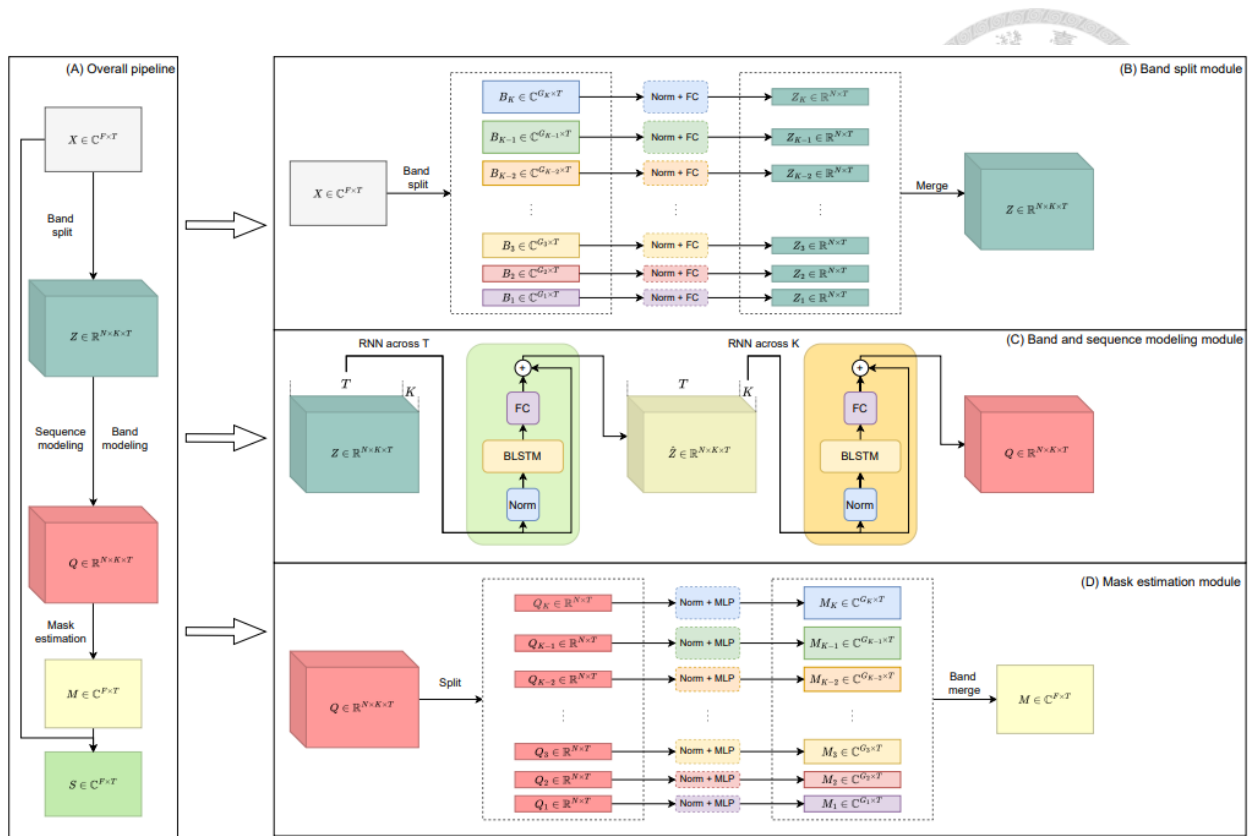 (A) Overall pipeline
X ∈ ℂ^{F×T}
Band
split
Z ∈ ℝ^{N×K×T}
Sequence
modeling
Band
modeling
Q ∈ ℝ^{N×K×T}
Mask
estimation
M ∈ ℂ^{F×T}
S ∈ ℂ^{F×T}
(B) Band split module
X ∈ ℂ^{F×T}
Band
split
B_K ∈ ℂ^{G_K×T}
Norm + FC
Z_K ∈ ℝ^{N×T}
B_{K−1} ∈ ℂ^{G_{K−1}×T}
Norm + FC
Z_{K−1} ∈ ℝ^{N×T}
B_{K−2} ∈ ℂ^{G_{K−2}×T}
Norm + FC
Z_{K−2} ∈ ℝ^{N×T}
⋮
⋮
⋮
B_3 ∈ ℂ^{G_3×T}
Norm + FC
Z_3 ∈ ℝ^{N×T}
B_2 ∈ ℂ^{G_2×T}
Norm + FC
Z_2 ∈ ℝ^{N×T}
B_1 ∈ ℂ^{G_1×T}
Norm + FC
Z_1 ∈ ℝ^{N×T}
Merge
Z ∈ ℝ^{N×K×T}
(C) Band and sequence modeling module
RNN across T
T
K
Z ∈ ℝ^{N×K×T}
+
FC
BLSTM
Norm
RNN across K
T
K
Ẑ ∈ ℝ^{N×K×T}
+
FC
BLSTM
Norm
Q ∈ ℝ^{N×K×T}
(D) Mask estimation module
Q ∈ ℝ^{N×K×T}
Split
Q_K ∈ ℝ^{N×T}
Norm + MLP
M_K ∈ ℂ^{G_K×T}
Q_{K−1} ∈ ℝ^{N×T}
Norm + MLP
M_{K−1} ∈ ℂ^{G_{K−1}×T}
Q_{K−2} ∈ ℝ^{N×T}
Norm + MLP
M_{K−2} ∈ ℂ^{G_{K−2}×T}
⋮
⋮
⋮
Q_3 ∈ ℝ^{N×T}
Norm + MLP
M_3 ∈ ℂ^{G_3×T}
Q_2 ∈ ℝ^{N×T}
Norm + MLP
M_2 ∈ ℂ^{G_2×T}
Q_1 ∈ ℝ^{N×T}
Norm + MLP
M_1 ∈ ℂ^{G_1×T}
Band
merge
M ∈ ℂ^{F×T}